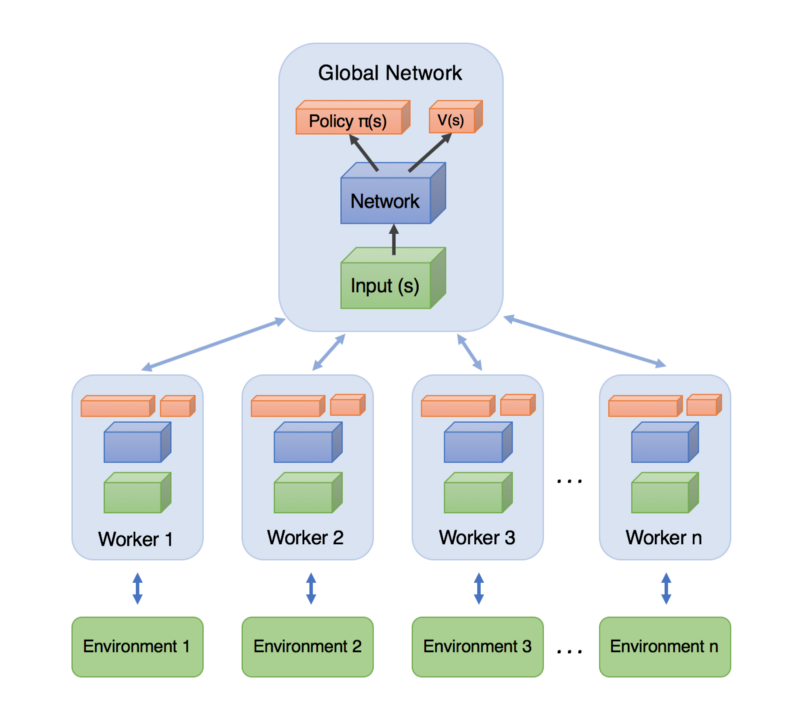 Global Network
Policy π(s)
V(s)
Network
Input (s)
Worker 1
Worker 2
Worker 3
...
Worker n
Environment 1
Environment 2
Environment 3
...
Environment n